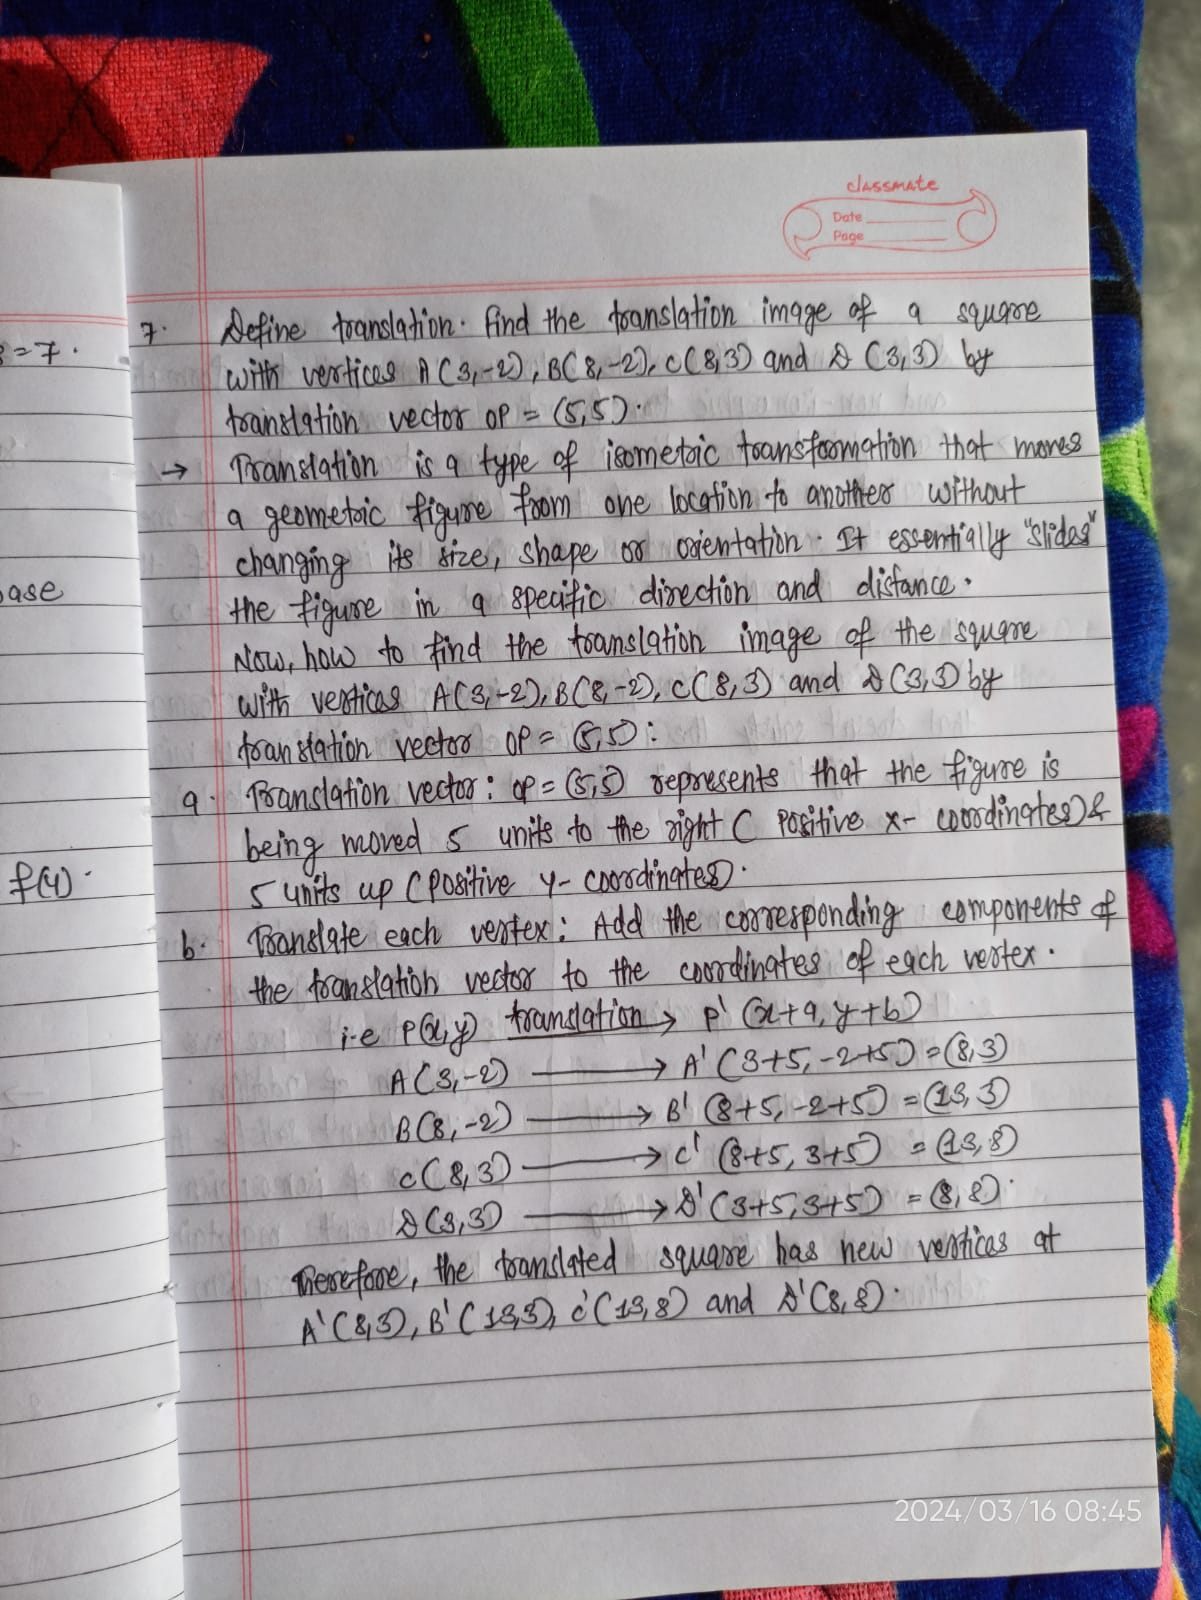 classmate
Date
Page
3=7.
7. Define translation. find the translation image of a square
with vertices A(3,-2), B(8,-2), C(8,3) and D (3,3) by
translation vector OP = (5,5).
→ Translation is a type of isometric transformation that moves
a geometric figure from one location to another without
changing its size, shape or orientation. It essentially "slides"
the figure in a specific direction and distance.
Now, how to find the translation image of the square
with vertices A(3,-2), B(8,-2), C(8,3) and D(3,3) by
translation vector OP = (5,5):
a. Translation vector: OP = (5,5) represents that the figure is
being moved 5 units to the right ( Positive x- coordinates) &
5 units up (positive y- coordinates).
b. Translate each vertex: Add the corresponding components of
the translation vector to the coordinates of each vertex.
i.e P(x,y) translation→ P' (x+a, y+b)
A(3,-2) → A' (3+5, -2+5) = (8,3)
B(8,-2) → B' (8+5, -2+5) = (13, 3)
C(8,3) → C' (8+5, 3+5) = (13,8)
D(3,3) → D' (3+5, 3+5) = (8,8).
Therefore, the translated square has new vertices at
A'(8,3), B'(13,3), C'(13,8) and D'(8,8).
ase
f(4).
2024/03/16 08:45